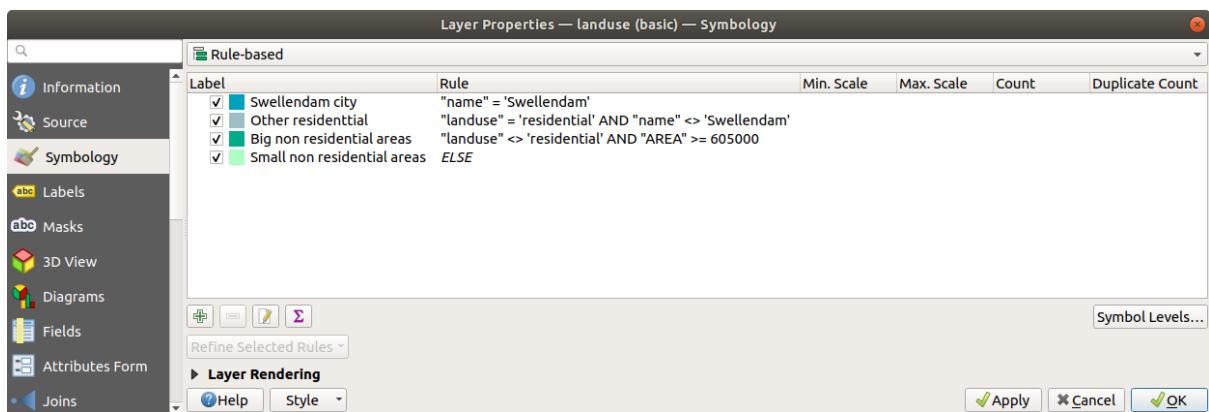 Layer Properties — landuse (basic) — Symbology
Rule-based
Information
Source
Symbology
abc Labels
abc Masks
3D View
Diagrams
Fields
Attributes Form
Joins
Label Rule Min. Scale Max. Scale Count Duplicate Count
Swellendam city "name" = 'Swellendam'
Other residenttial "landuse" = 'residential' AND "name" <> 'Swellendam'
Big non residential areas "landuse" <> 'residential' AND "AREA" >= 605000
Small non residential areas ELSE
Σ
Symbol Levels...
Refine Selected Rules
Layer Rendering
Help Style Apply Cancel OK